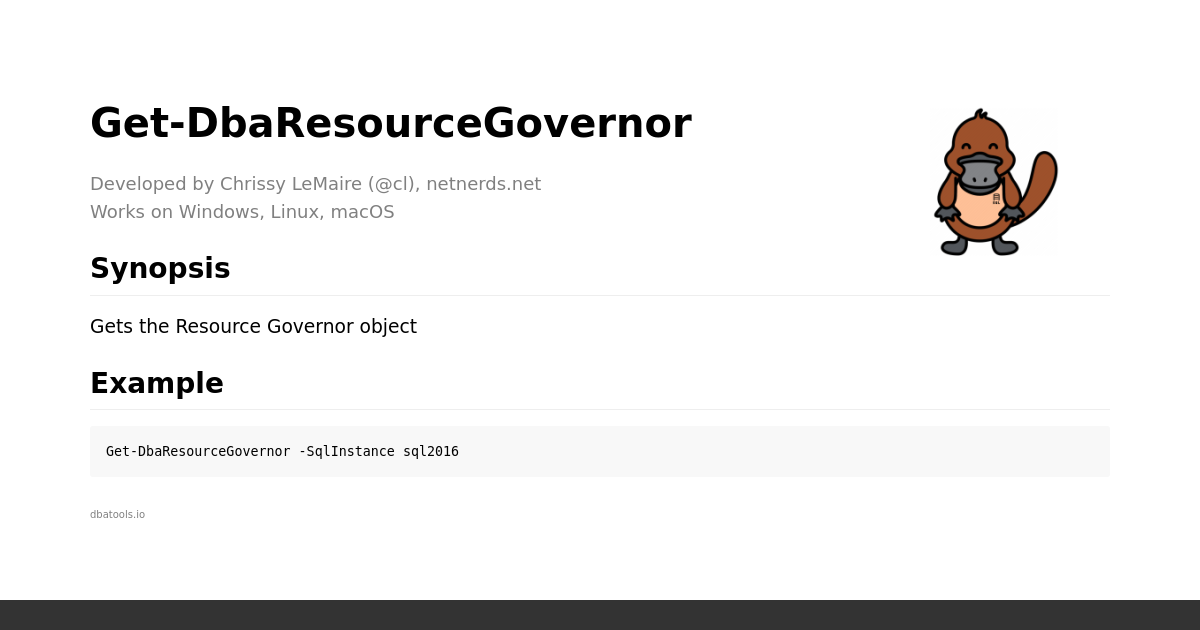 Get-DbaResourceGovernor
Developed by Chrissy LeMaire (@cl), netnerds.net
Works on Windows, Linux, macOS
Synopsis
Gets the Resource Governor object
Example
Get-DbaResourceGovernor -SqlInstance sql2016
dbatools.io